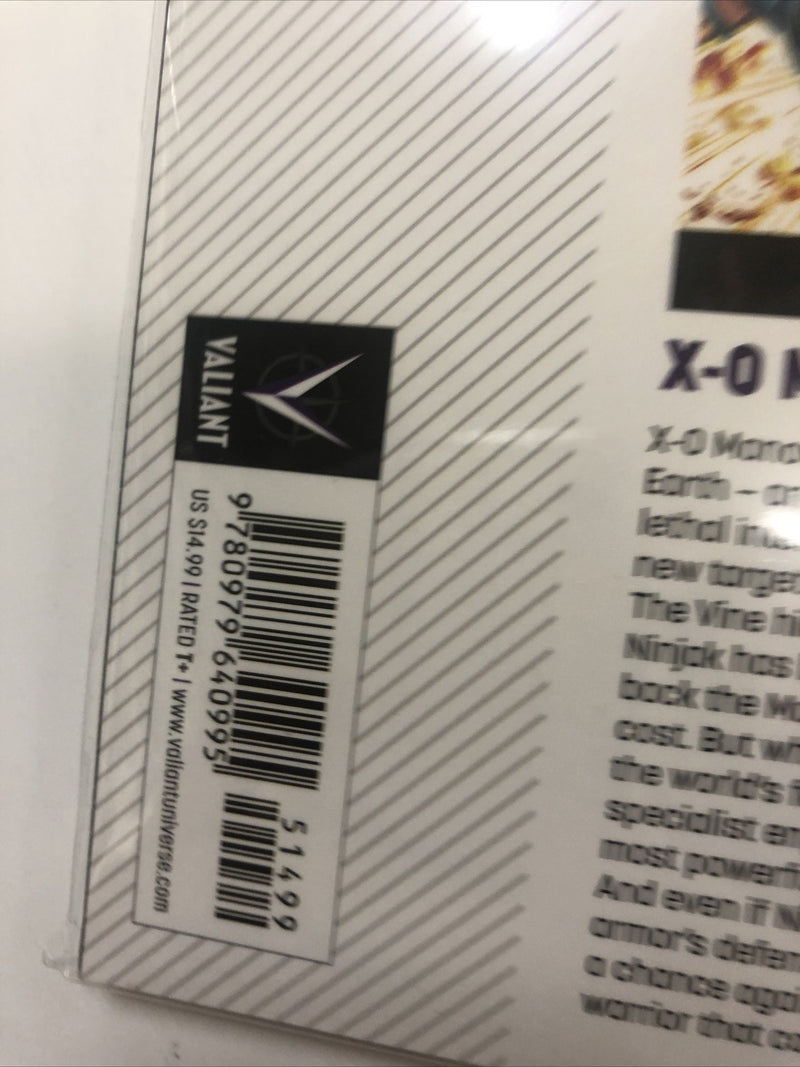 VALIANT
9 780979 640995
51499
US $14.99 | RATED T+ | www.valiantuniverse.com
X-O
X-O
Earth –
lethal
new
The Vine
Ninjak has
back the
cost. But
the world's
specialist
most
And even if
armor's
a chance
warrior that